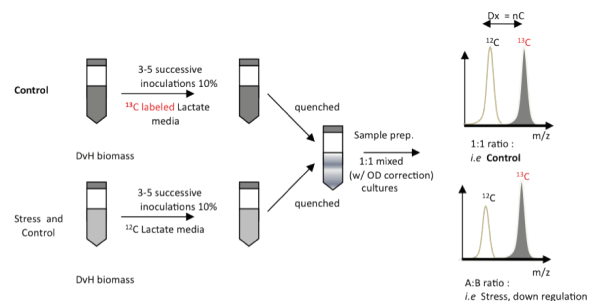 Control
3-5 successive
inoculations 10%
13C labeled Lactate
media
DvH biomass
Stress and
Control
3-5 successive
inoculations 10%
12C Lactate media
DvH biomass
quenched
quenched
Sample prep.
1:1 mixed
(w/ OD correction)
cultures
Dx = nC
12C
13C
m/z
1:1 ratio :
i.e Control
12C
13C
m/z
A:B ratio :
i.e Stress, down regulation